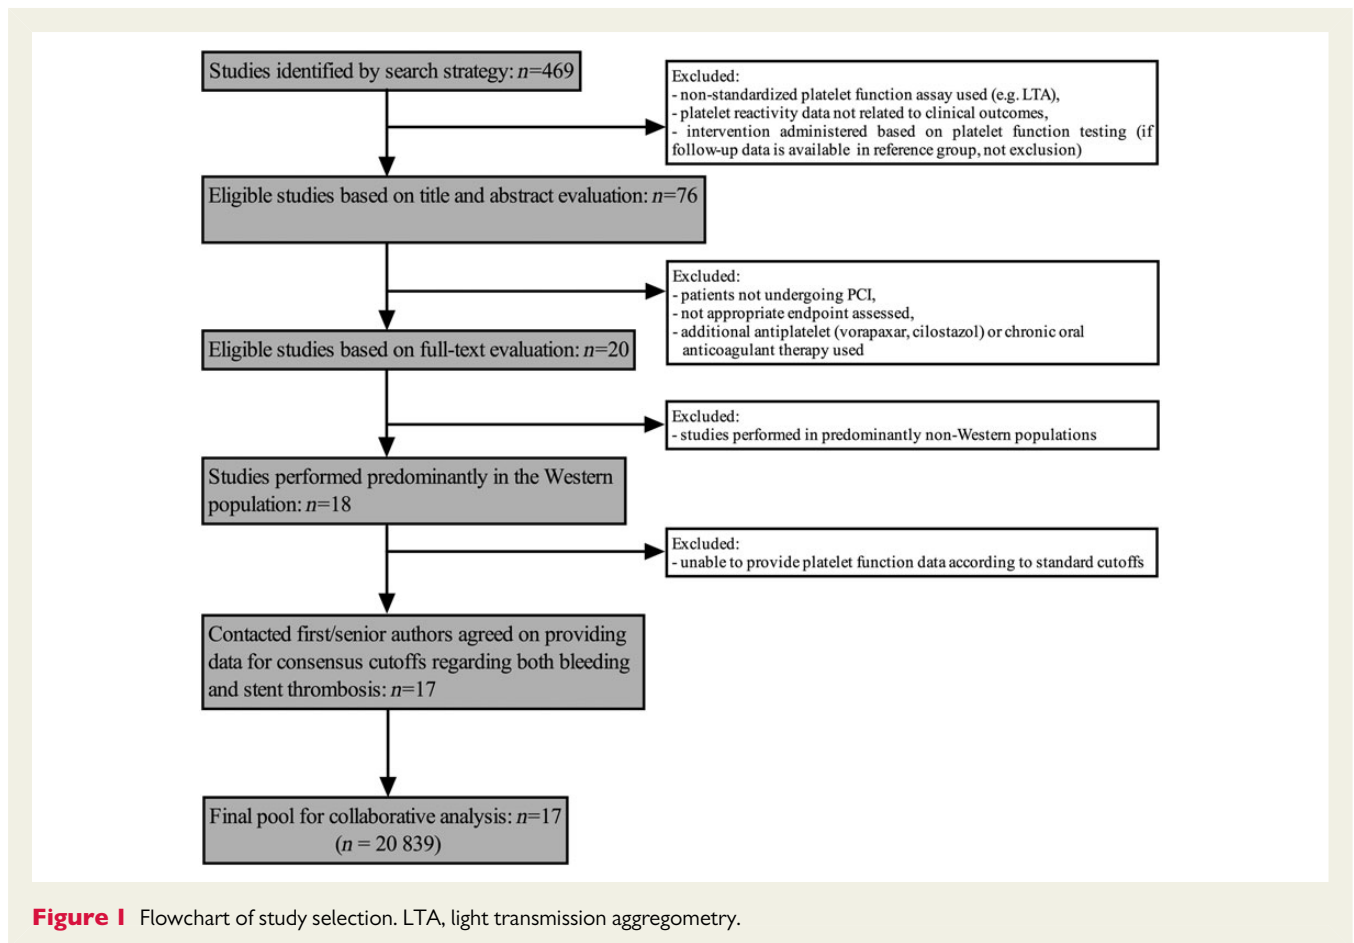 Studies identified by search strategy: n=469
Excluded:
- non-standardized platelet function assay used (e.g. LTA),
- platelet reactivity data not related to clinical outcomes,
- intervention administered based on platelet function testing (if
follow-up data is available in reference group, not exclusion)
Eligible studies based on title and abstract evaluation: n=76
Excluded:
- patients not undergoing PCI,
- not appropriate endpoint assessed,
- additional antiplatelet (vorapaxar, cilostazol) or chronic oral
anticoagulant therapy used
Eligible studies based on full-text evaluation: n=20
Excluded:
- studies performed in predominantly non-Western populations
Studies performed predominantly in the Western
population: n=18
Excluded:
- unable to provide platelet function data according to standard cutoffs
Contacted first/senior authors agreed on providing
data for consensus cutoffs regarding both bleeding
and stent thrombosis: n=17
Final pool for collaborative analysis: n=17
(n = 20 839)
Figure 1 Flowchart of study selection. LTA, light transmission aggregometry.